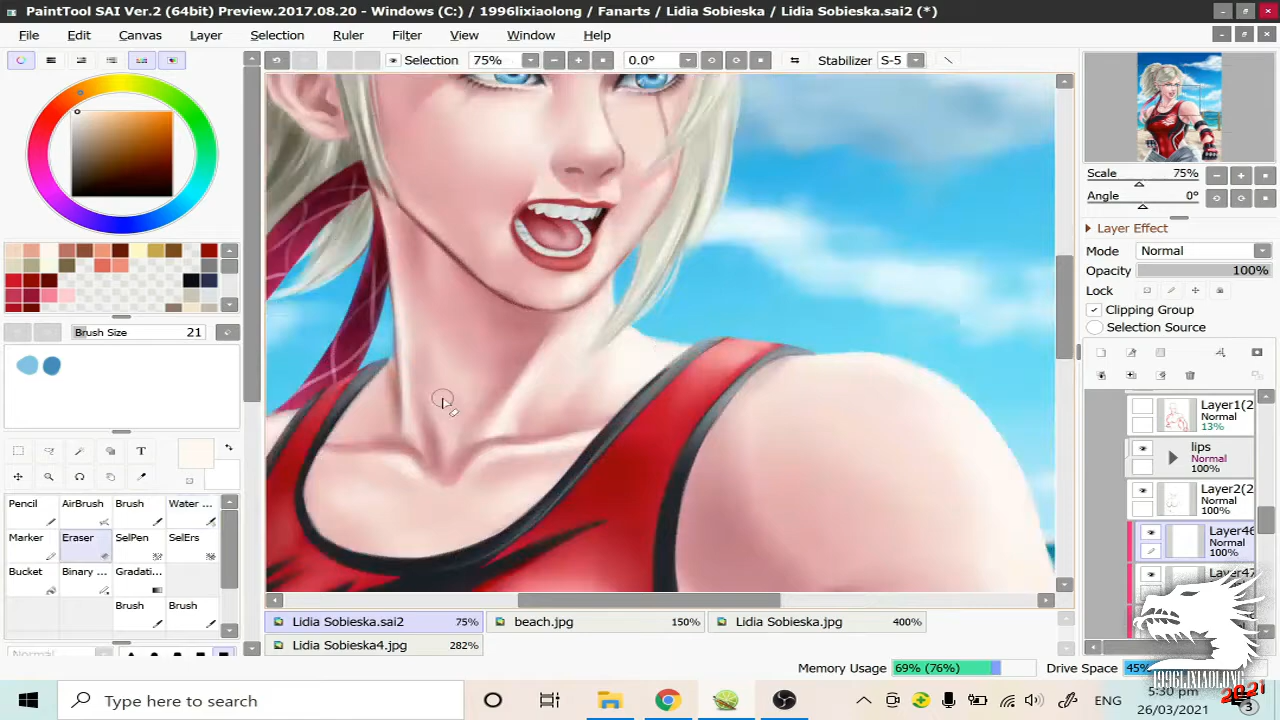 PaintTool SAI Ver.2 (64bit) Preview.2017.08.20 - Windows (C:) / 1996lixiaolong / Fanarts / Lidia Sobieska / Lidia Sobieska.sai2 (*)
File Edit Canvas Layer Selection Ruler Filter View Window Help
Selection 75% 0.0° Stabilizer S-5
Scale 75%
Angle 0°
Layer Effect
Mode Normal
Opacity 100%
Lock
Clipping Group
Selection Source
Brush Size 21
Layer1(2
Normal
13%
lips
Normal
100%
Layer2(2
Normal
100%
Layer46
Normal
100%
Layer47
T
Pencil AirBrush Brush Water ...
Marker Eraser SelPen SelErs
Bucket Binary ... Gradati...
Brush Brush
Normal
Lidia Sobieska.sai2 75% beach.jpg 150% Lidia Sobieska.jpg 400%
Lidia Sobieska4.jpg 282%
Memory Usage 69% (76%) Drive Space 45%
1996LIXIAOLONG
2021
Type here to search
ENG
5:30 pm
26/03/2021
3